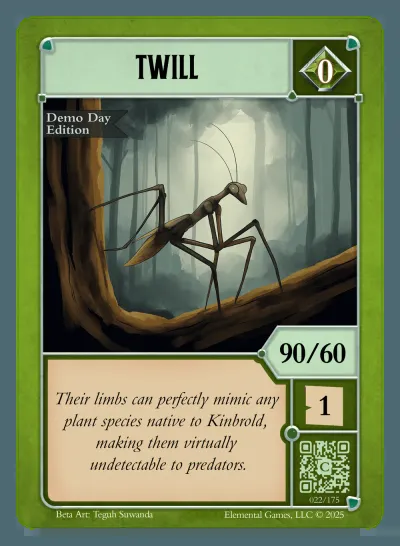 TWILL
0
Demo Day
Edition
90/60
Their limbs can perfectly mimic any
plant species native to Kinbrold,
making them virtually
undetectable to predators.
1
C
022/175
Beta Art: Teguh Suwanda
Elemental Games, LLC © 2025